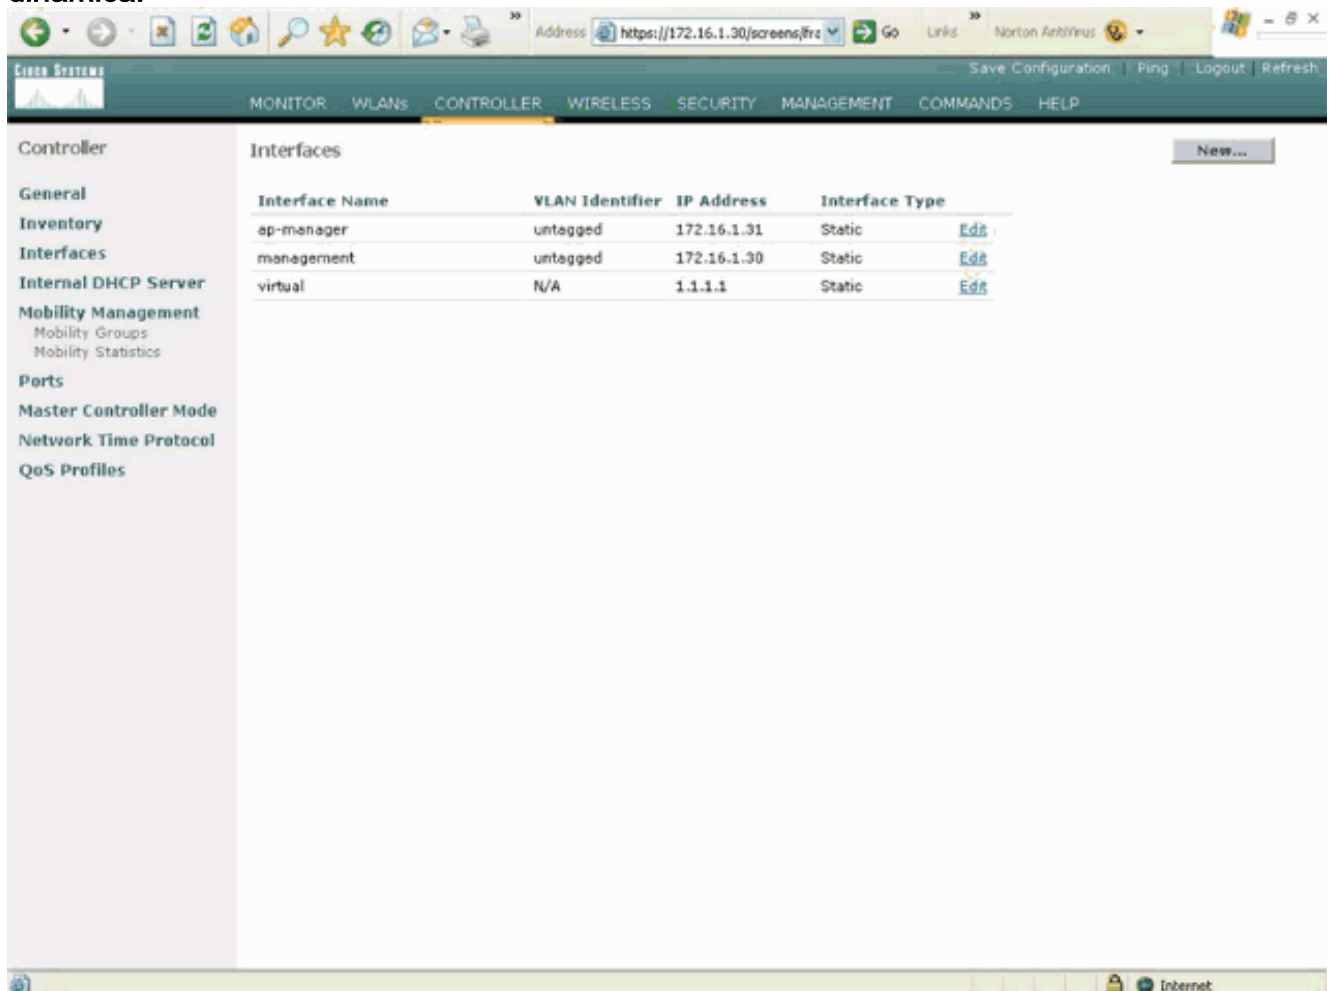 dinámica.
» Address https://172.16.1.30/screens/fra Go Links » Norton AntiVirus
CISCO SYSTEMS
Save Configuration | Ping | Logout | Refresh
MONITOR WLANs CONTROLLER WIRELESS SECURITY MANAGEMENT COMMANDS HELP
Controller
General
Inventory
Interfaces
Internal DHCP Server
Mobility Management
Mobility Groups
Mobility Statistics
Ports
Master Controller Mode
Network Time Protocol
QoS Profiles
Interfaces
New...
Interface Name VLAN Identifier IP Address Interface Type
ap-manager untagged 172.16.1.31 Static Edit
management untagged 172.16.1.30 Static Edit
virtual N/A 1.1.1.1 Static Edit
Internet